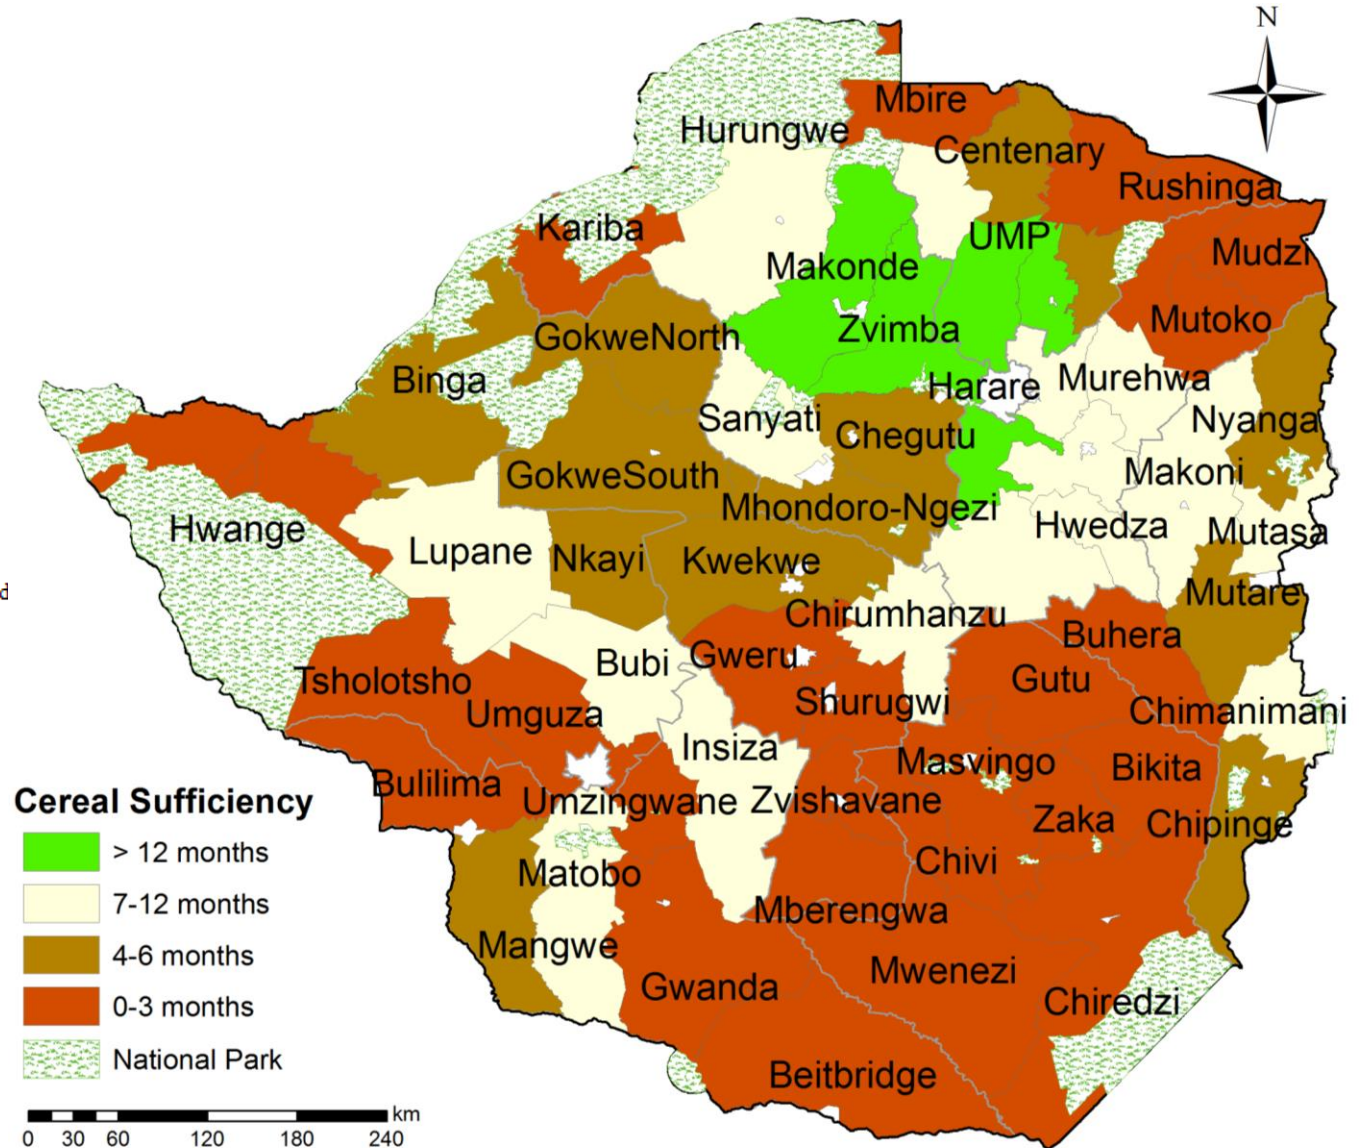 N
Mbire
Hurungwe
Centenary
Rushinga
Kariba
UMP
Mudzi
Makonde
Mutoko
Zvimba
GokweNorth
Binga
Harare
Murehwa
Sanyati
Chegutu
Nyanga
GokweSouth
Makoni
Mhondoro-Ngezi
Hwange
Hwedza
Mutasa
Lupane
Nkayi
Kwekwe
d
Mutare
Chirumhanzu
Buhera
Bubi
Gweru
Tsholotsho
Gutu
Umguza
Shurugwi
Chimanimani
Insiza
Masvingo
Bikita
Bulilima
Umzingwane
Zvishavane
Zaka
Chipinge
Chivi
Matobo
Mberengwa
Mangwe
Mwenezi
Gwanda
Chiredzi
Beitbridge
Cereal Sufficiency
> 12 months
7-12 months
4-6 months
0-3 months
National Park
km
0 30 60 120 180 240